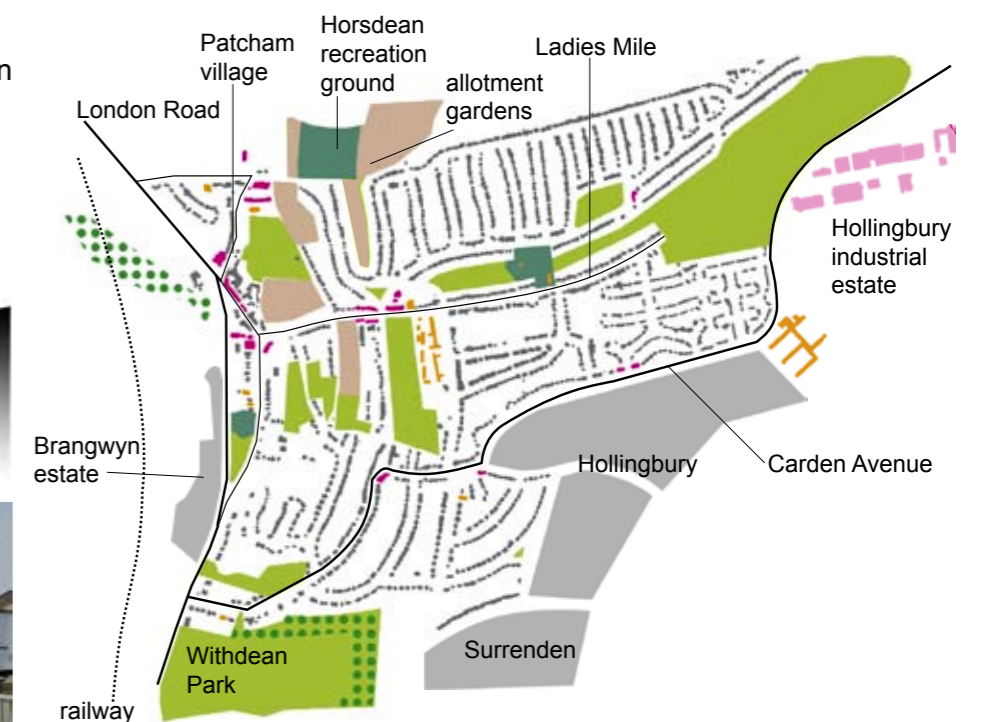 n
Patcham
village
Horsdean
recreation
ground
Ladies Mile
allotment
gardens
London Road
Hollingbury
industrial
estate
Brangwyn
estate
Hollingbury
Carden Avenue
Withdean
Park
Surrenden
railway